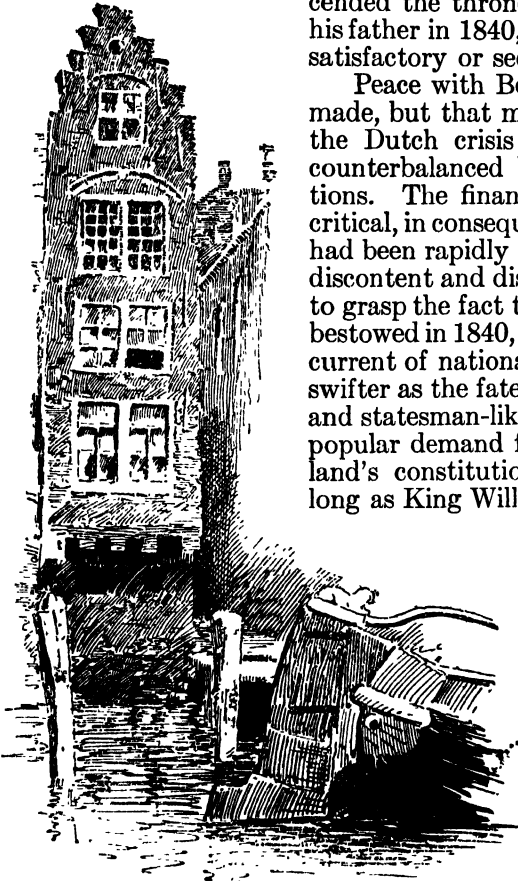 cended the thron
his father in 1840,
satisfactory or se
Peace with Be
made, but that m
the Dutch crisis
counterbalanced
tions. The finan
critical, in consequ
had been rapidly
discontent and dis
to grasp the fact t
bestowed in 1840,
current of nationa
swifter as the fate
and statesman-lik
popular demand f
land's constitutio
long as King Will